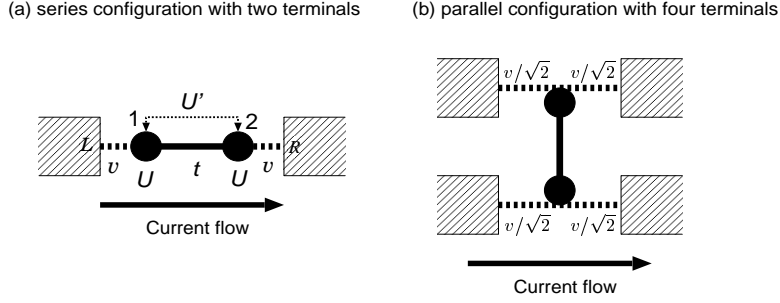 (a) series configuration with two terminals
1 U' 2
L R
v v
U t U
Current flow
(b) parallel configuration with four terminals
v/√2 v/√2
v/√2 v/√2
Current flow